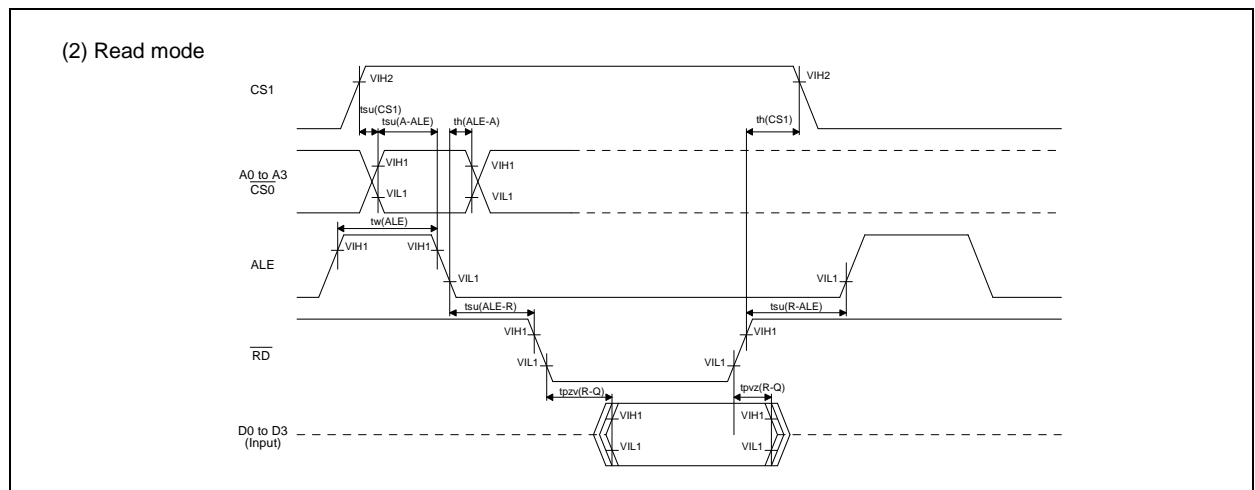 (2) Read mode
CS1
VIH2
VIH2
tsu(CS1)
tsu(A-ALE)
th(ALE-A)
th(CS1)
A0 to A3
CS0
VIH1
VIH1
VIL1
VIL1
tw(ALE)
ALE
VIH1
VIH1
VIL1
VIL1
tsu(ALE-R)
tsu(R-ALE)
RD
VIH1
VIH1
VIL1
VIL1
tpzv(R-Q)
tpvz(R-Q)
D0 to D3
(Input)
VIH1
VIH1
VIL1
VIL1